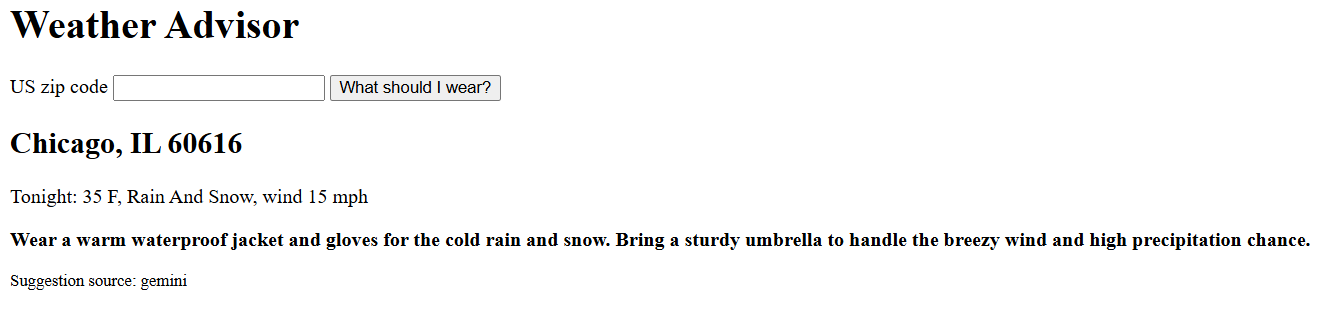 Weather Advisor
US zip code What should I wear?
Chicago, IL 60616
Tonight: 35 F, Rain And Snow, wind 15 mph
Wear a warm waterproof jacket and gloves for the cold rain and snow. Bring a sturdy umbrella to handle the breezy wind and high precipitation chance.
Suggestion source: gemini